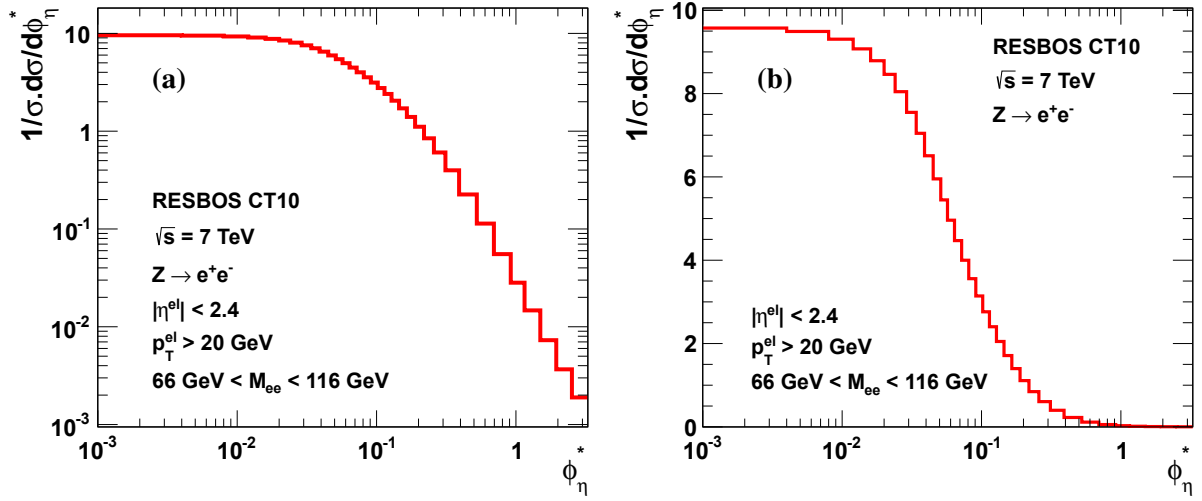 1/σ.dσ/dϕ*η
10
1
10⁻¹
10⁻²
10⁻³
(a)
RESBOS CT10
√s = 7 TeV
Z → e⁺e⁻
|ηᵉˡ| < 2.4
pTᵉˡ > 20 GeV
66 GeV < Mee < 116 GeV
10⁻³ 10⁻² 10⁻¹ 1
ϕ*η
1/σ.dσ/dϕ*η
10
8
6
4
2
0
(b)
RESBOS CT10
√s = 7 TeV
Z → e⁺e⁻
|ηᵉˡ| < 2.4
pTᵉˡ > 20 GeV
66 GeV < Mee < 116 GeV
10⁻³ 10⁻² 10⁻¹ 1
ϕ*η